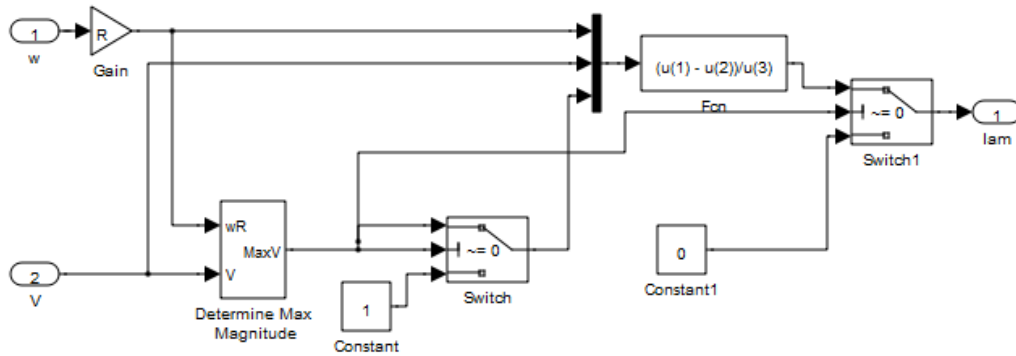 1
w
R
Gain
(u(1) - u(2))/u(3)
Fcn
~= 0
Switch1
1
Iam
wR
MaxV
V
Determine Max
Magnitude
2
V
~= 0
Switch
1
Constant
0
Constant1